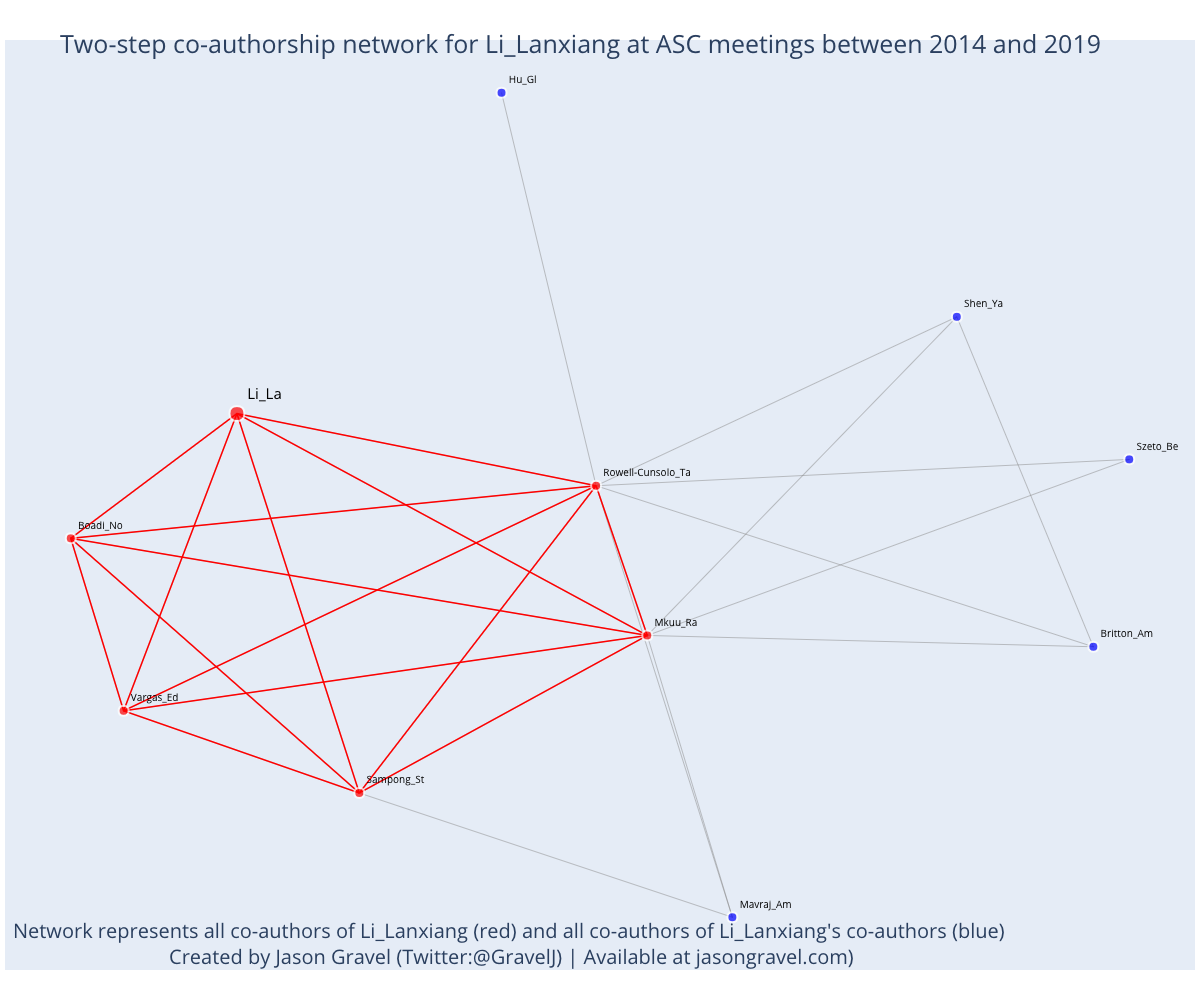 Two-step co-authorship network for Li_Lanxiang at ASC meetings between 2014 and 2019
Hu_Gl
Shen_Ya
Li_La
Szeto_Be
Rowell-Cunsolo_Ta
Boadi_No
Mkuu_Ra
Britton_Am
Vargas_Ed
Sampong_St
Mavraj_Am
Network represents all co-authors of Li_Lanxiang (red) and all co-authors of Li_Lanxiang's co-authors (blue)
Created by Jason Gravel (Twitter:@GravelJ) | Available at jasongravel.com)